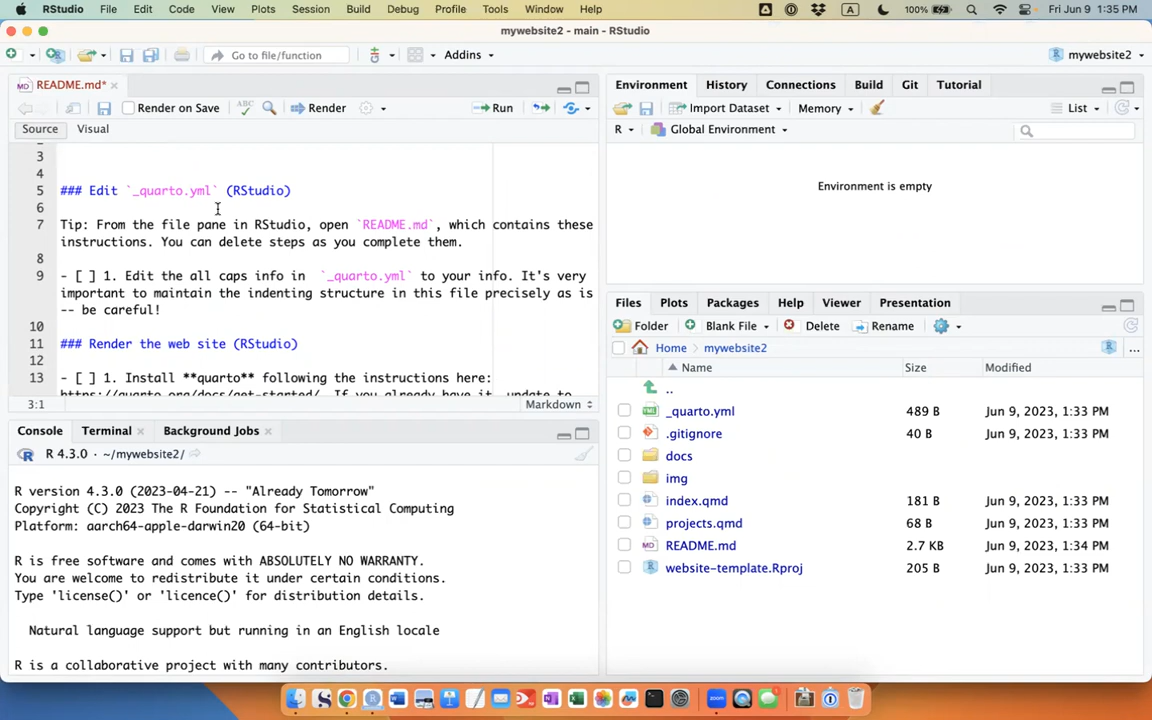 RStudio File Edit Code View Plots Session Build Debug Profile Tools Window Help A 100% Fri Jun 9 1:35 PM
mywebsite2 - main - RStudio
Go to file/function Addins mywebsite2
README.md*
Render on Save ABC Render Run
Source Visual
3
4
5 ### Edit `_quarto.yml` (RStudio)
6
7 Tip: From the file pane in RStudio, open `README.md`, which contains these
instructions. You can delete steps as you complete them.
8
9 - [ ] 1. Edit the all caps info in  `_quarto.yml` to your info. It's very
important to maintain the indenting structure in this file precisely as is
-- be careful!
10
11 ### Render the web site (RStudio)
12
13 - [ ] 1. Install **quarto** following the instructions here:
https://quarto.org/docs/get-started/. If you already have it, update to
3:1 Markdown
Console Terminal Background Jobs
R 4.3.0 · ~/mywebsite2/
R version 4.3.0 (2023-04-21) -- "Already Tomorrow"
Copyright (C) 2023 The R Foundation for Statistical Computing
Platform: aarch64-apple-darwin20 (64-bit)
R is free software and comes with ABSOLUTELY NO WARRANTY.
You are welcome to redistribute it under certain conditions.
Type 'license()' or 'licence()' for distribution details.
Natural language support but running in an English locale
R is a collaborative project with many contributors.
Environment History Connections Build Git Tutorial
Import Dataset Memory List
R Global Environment
Environment is empty
Files Plots Packages Help Viewer Presentation
Folder Blank File Delete Rename
Home mywebsite2 ...
Name Size Modified
..
_quarto.yml 489 B Jun 9, 2023, 1:33 PM
.gitignore 40 B Jun 9, 2023, 1:33 PM
docs
img
index.qmd 181 B Jun 9, 2023, 1:33 PM
projects.qmd 68 B Jun 9, 2023, 1:33 PM
README.md 2.7 KB Jun 9, 2023, 1:34 PM
website-template.Rproj 205 B Jun 9, 2023, 1:33 PM